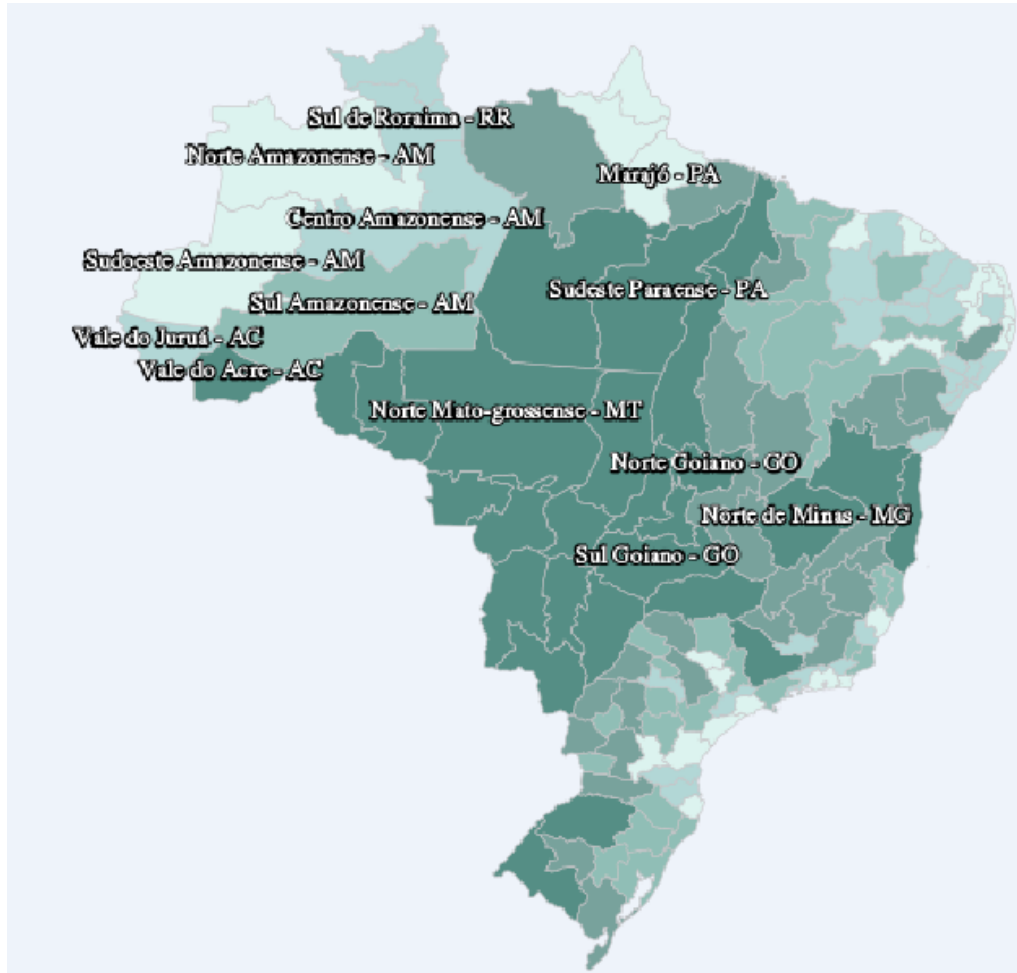 Sul de Roraima - RR
Norte Amazonense - AM
Marajó - PA
Centro Amazonense - AM
Sudoeste Amazonense - AM
Sudeste Paraense - PA
Sul Amazonense - AM
Vale do Juruá - AC
Vale do Acre - AC
Norte Mato-grossense - MT
Norte Goiano - GO
Norte de Minas - MG
Sul Goiano - GO